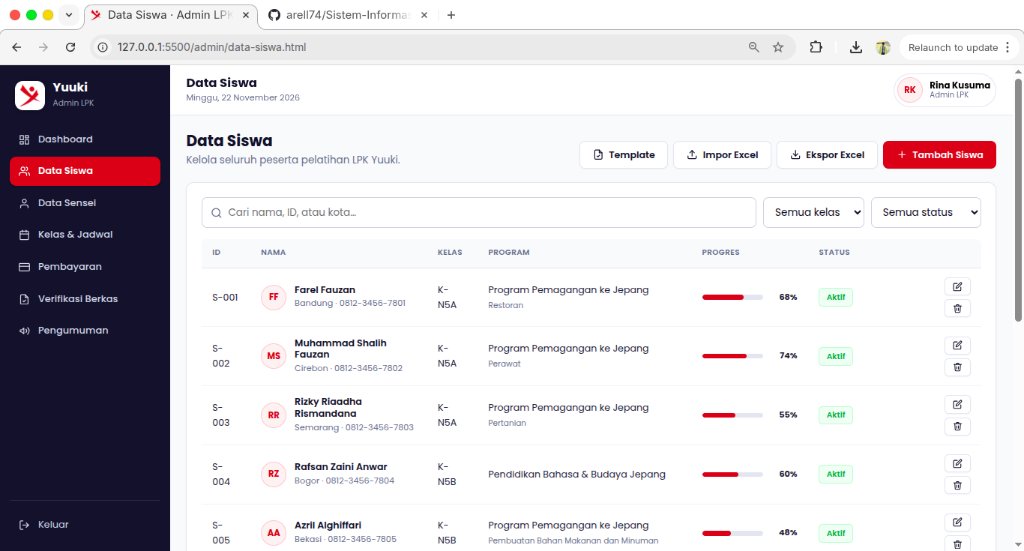 Data Siswa · Admin LPK
arell74/Sistem-Informas
127.0.0.1:5500/admin/data-siswa.html
Relaunch to update
Yuuki
Admin LPK
Dashboard
Data Siswa
Data Sensei
Kelas & Jadwal
Pembayaran
Verifikasi Berkas
Pengumuman
Keluar
Data Siswa
Minggu, 22 November 2026
RK
Rina Kusuma
Admin LPK
Data Siswa
Kelola seluruh peserta pelatihan LPK Yuuki.
Template
Impor Excel
Ekspor Excel
Tambah Siswa
Cari nama, ID, atau kota...
Semua kelas
Semua status
ID NAMA KELAS PROGRAM PROGRES STATUS
S-001
FF
Farel Fauzan
Bandung · 0812-3456-7801
K-
N5A
Program Pemagangan ke Jepang
Restoran
68%
Aktif
S-
002
MS
Muhammad Shalih
Fauzan
Cirebon · 0812-3456-7802
K-
N5A
Program Pemagangan ke Jepang
Perawat
74%
Aktif
S-
003
RR
Rizky Riaadha
Rismandana
Semarang · 0812-3456-7803
K-
N5A
Program Pemagangan ke Jepang
Pertanian
55%
Aktif
S-
004
RZ
Rafsan Zaini Anwar
Bogor · 0812-3456-7804
K-
N5B
Pendidikan Bahasa & Budaya Jepang
60%
Aktif
S-
005
AA
Azril Alghiffari
Bekasi · 0812-3456-7805
K-
N5B
Program Pemagangan ke Jepang
Pembuatan Bahan Makanan dan Minuman
48%
Aktif